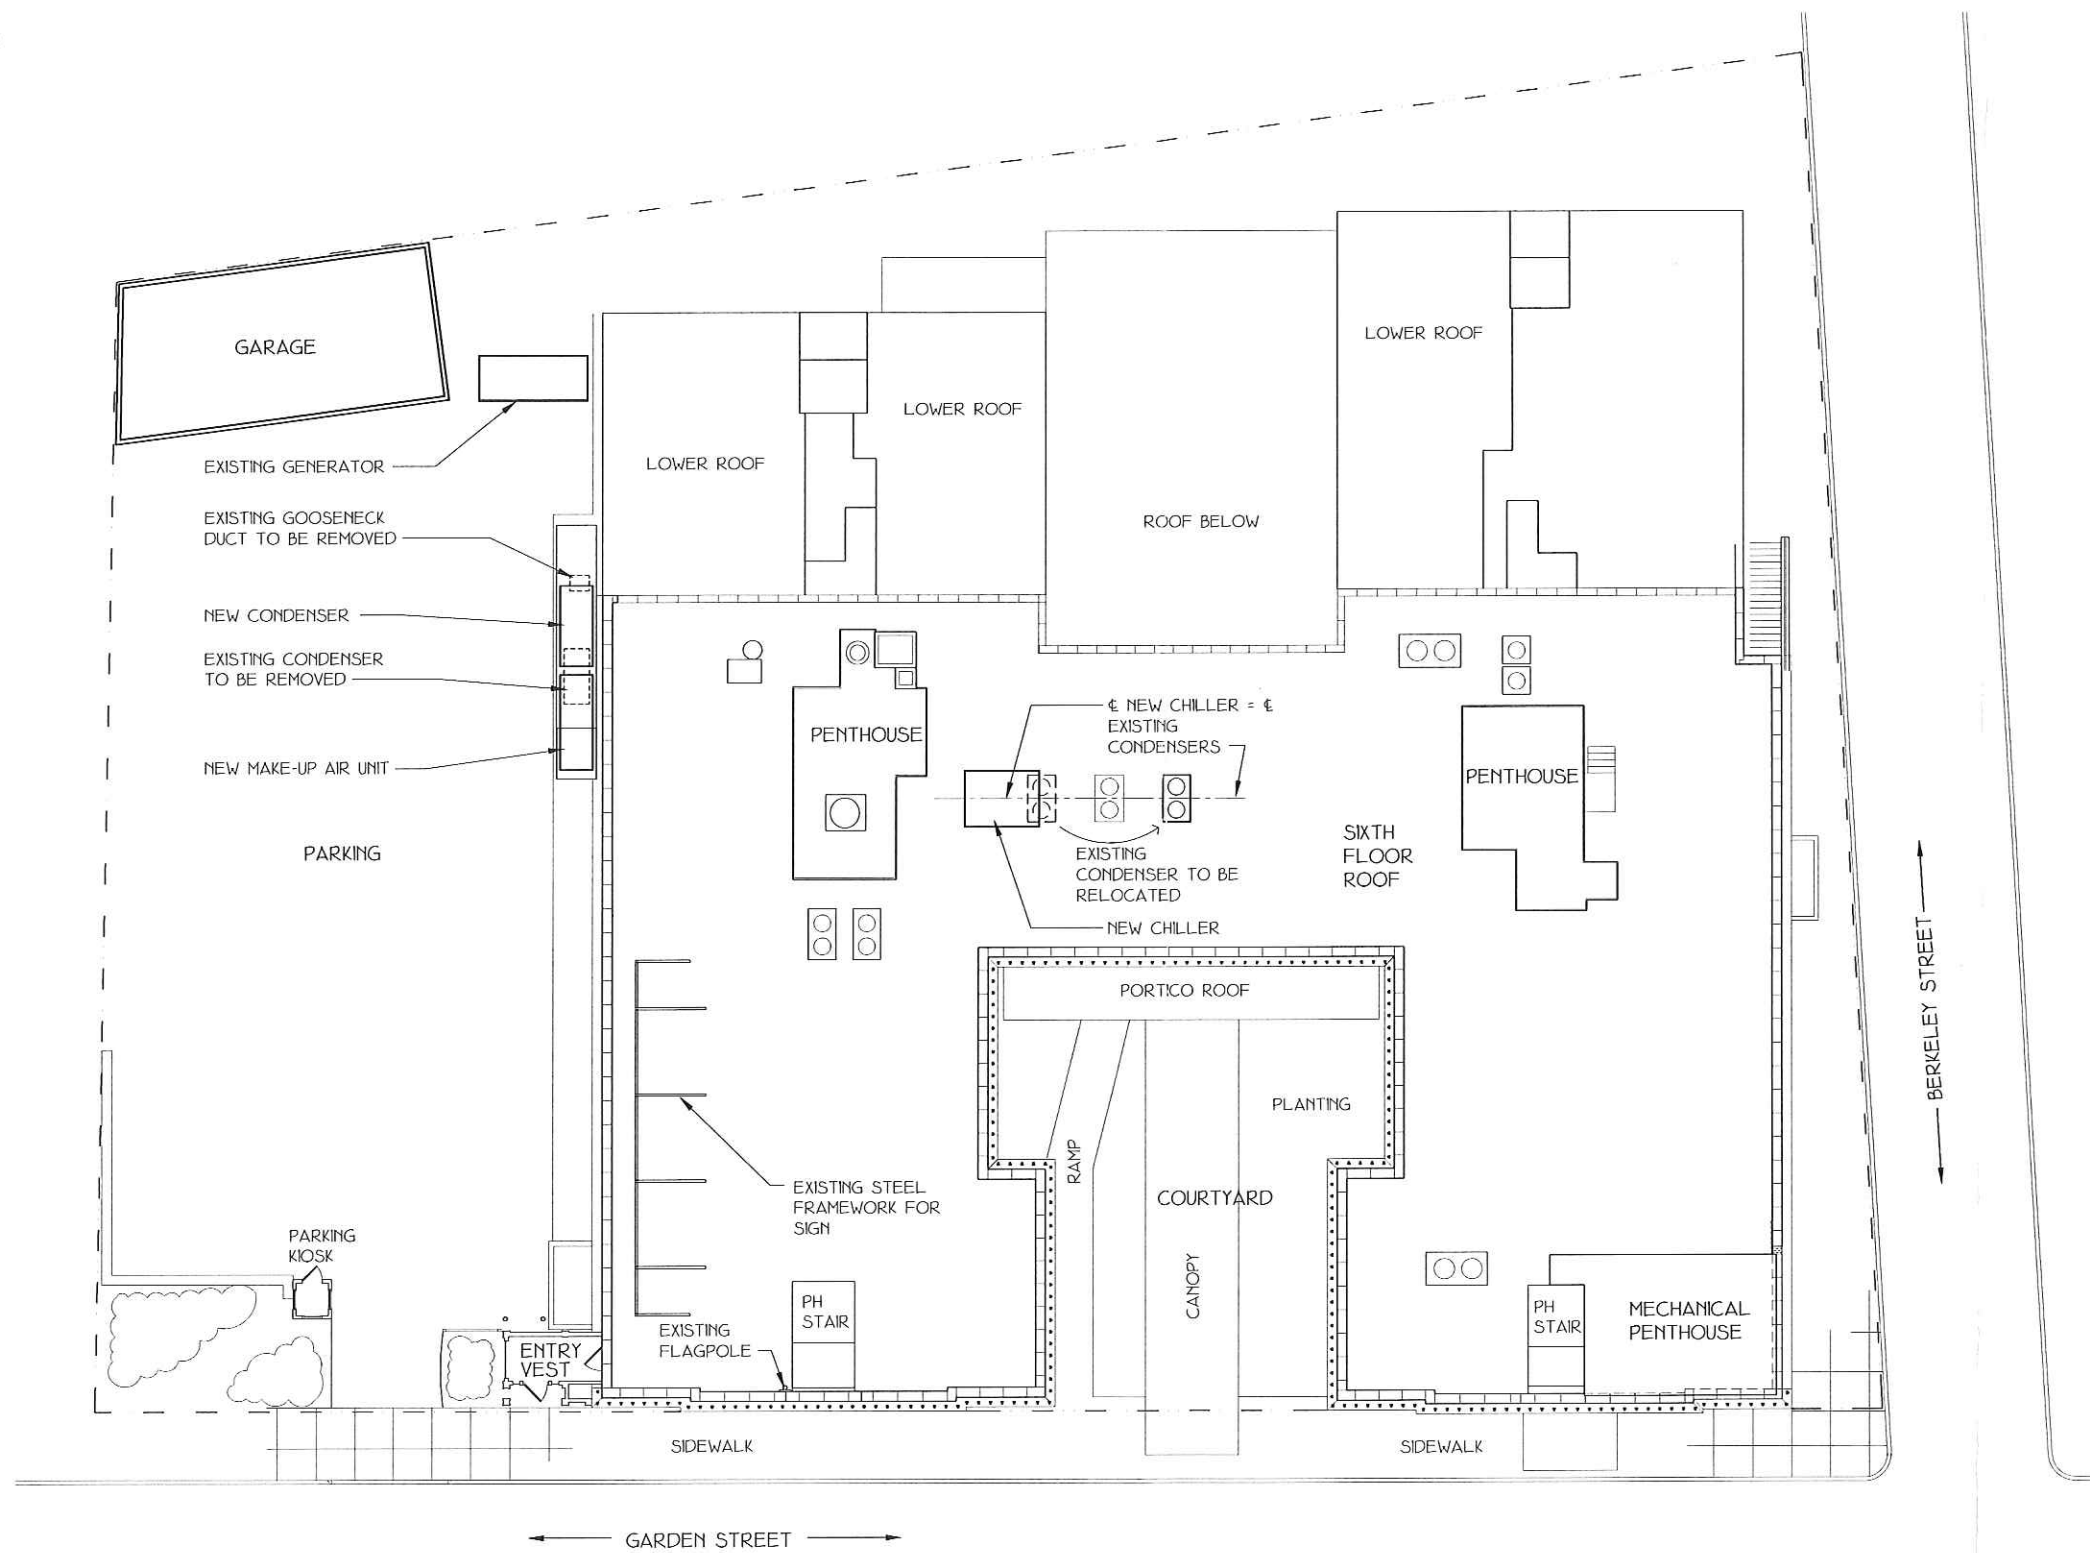 GARAGE
LOWER ROOF
LOWER ROOF
LOWER ROOF
EXISTING GENERATOR
EXISTING GOOSENECK
DUCT TO BE REMOVED
ROOF BELOW
NEW CONDENSER
EXISTING CONDENSER
TO BE REMOVED
NEW MAKE-UP AIR UNIT
PENTHOUSE
℄ NEW CHILLER = ℄
EXISTING
CONDENSERS
PENTHOUSE
PARKING
EXISTING
CONDENSER TO BE
RELOCATED
NEW CHILLER
SIXTH
FLOOR
ROOF
PORTICO ROOF
BERKELEY STREET
PLANTING
RAMP
EXISTING STEEL
FRAMEWORK FOR
SIGN
COURTYARD
CANOPY
PARKING
KIOSK
PH
STAIR
EXISTING
FLAGPOLE
ENTRY
VEST
PH
STAIR
MECHANICAL
PENTHOUSE
SIDEWALK
SIDEWALK
GARDEN STREET